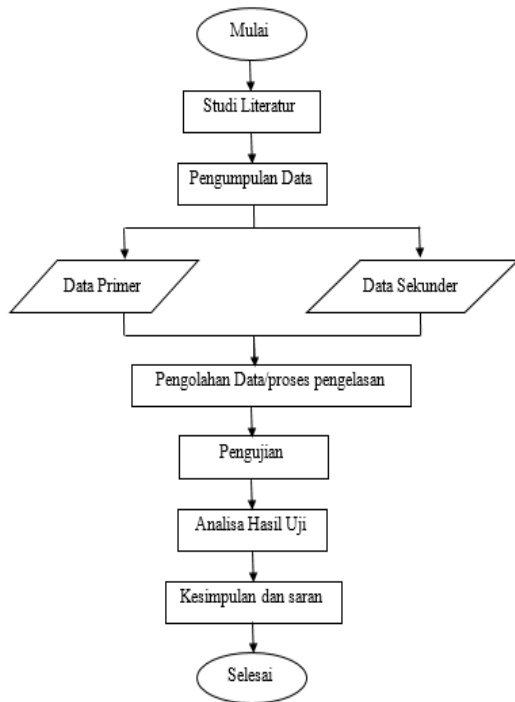 Mulai
Studi Literatur
Pengumpulan Data
Data Primer
Data Sekunder
Pengolahan Data/proses pengelasan
Pengujian
Analisa Hasil Uji
Kesimpulan dan saran
Selesai